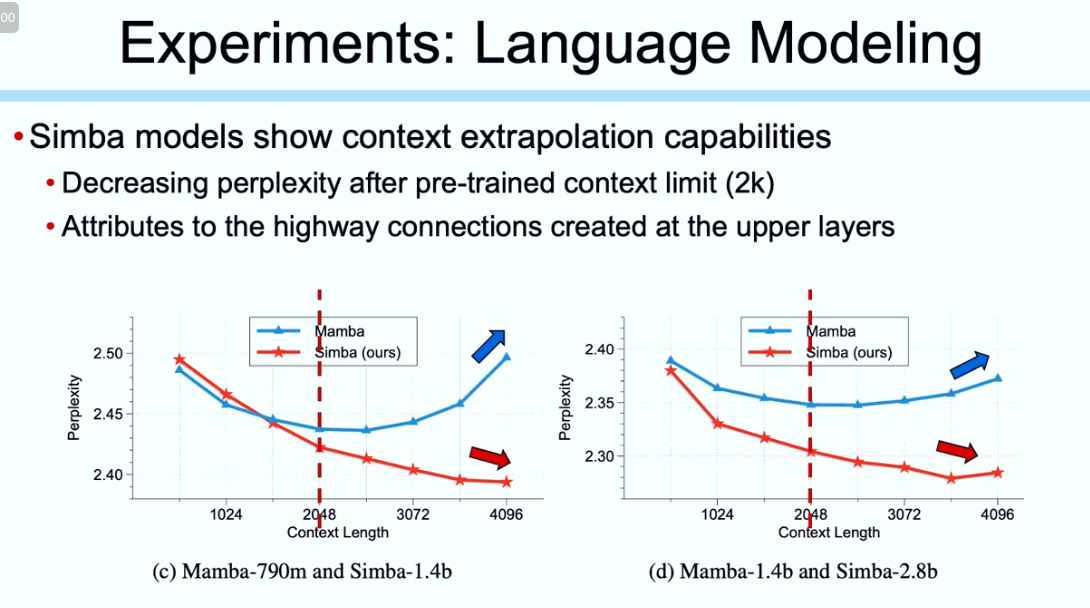 00
Experiments: Language Modeling
• Simba models show context extrapolation capabilities
• Decreasing perplexity after pre-trained context limit (2k)
• Attributes to the highway connections created at the upper layers
Mamba
Simba (ours)
2.50
2.45
2.40
Perplexity
1024
2048
3072
4096
Context Length
(c) Mamba-790m and Simba-1.4b
Mamba
Simba (ours)
2.40
2.35
2.30
Perplexity
1024
2048
3072
4096
Context Length
(d) Mamba-1.4b and Simba-2.8b